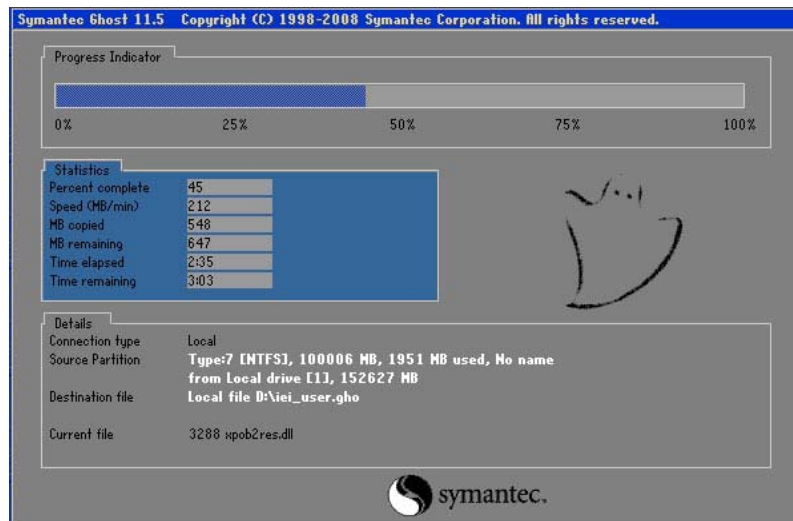 Symantec Ghost 11.5 Copyright (C) 1998-2008 Symantec Corporation. All rights reserved.
Progress Indicator
0% 25% 50% 75% 100%
Statistics
Percent complete 45
Speed (MB/min) 212
MB copied 548
MB remaining 647
Time elapsed 2:35
Time remaining 3:03
Details
Connection type Local
Source Partition Type:7 [NTFS], 100006 MB, 1951 MB used, No name
from Local drive [1], 152627 MB
Destination file Local file D:\iei_user.gho
Current file 3288 xpob2res.dll
symantec.